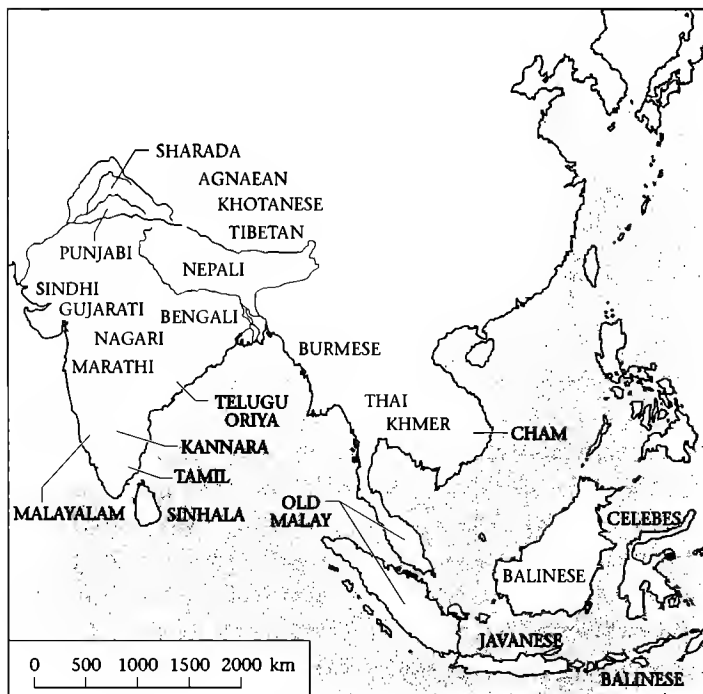 SHARADA
AGNAEAN
KHOTANESE
TIBETAN
PUNJABI
NEPALI
SINDHI
GUJARATI
BENGALI
NAGARI
MARATHI
BURMESE
TELUGU
ORIYA
THAI
KHMER
CHAM
KANNARA
TAMIL
MALAYALAM
SINHALA
OLD
MALAY
CELEBES
BALINESE
JAVANESE
BALINESE
0 500 1000 1500 2000 km